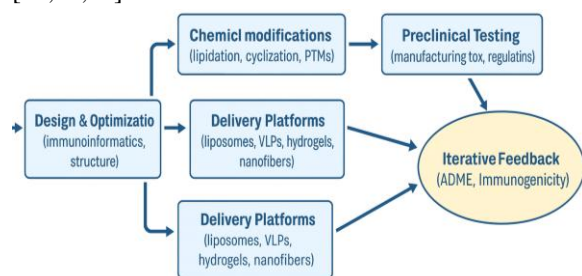 Chemicl modifications
(lipidation, cyclization, PTMs)
Preclinical Testing
(manufacturing tox, regulatins)
Design & Optimizatio
(immunoinformatics,
structure)
Delivery Platforms
(liposomes, VLPs, hydrogels,
nanofibers)
Iterative Feedback
(ADME, Immunogenicity)
Delivery Platforms
(liposomes, VLPs,
hydrogels, nanofibers)